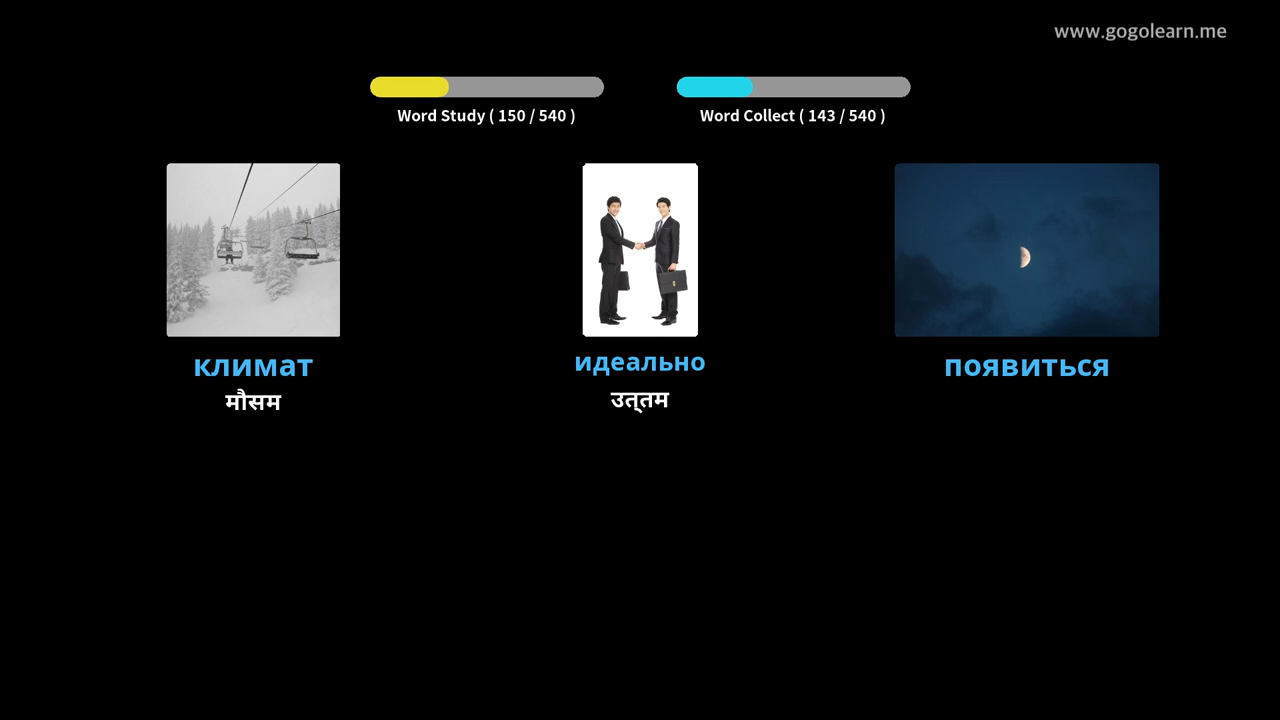 www.gogolearn.me
Word Study ( 150 / 540 )
Word Collect ( 143 / 540 )
климат
идеально
появиться
मौसम
उत्‌तम